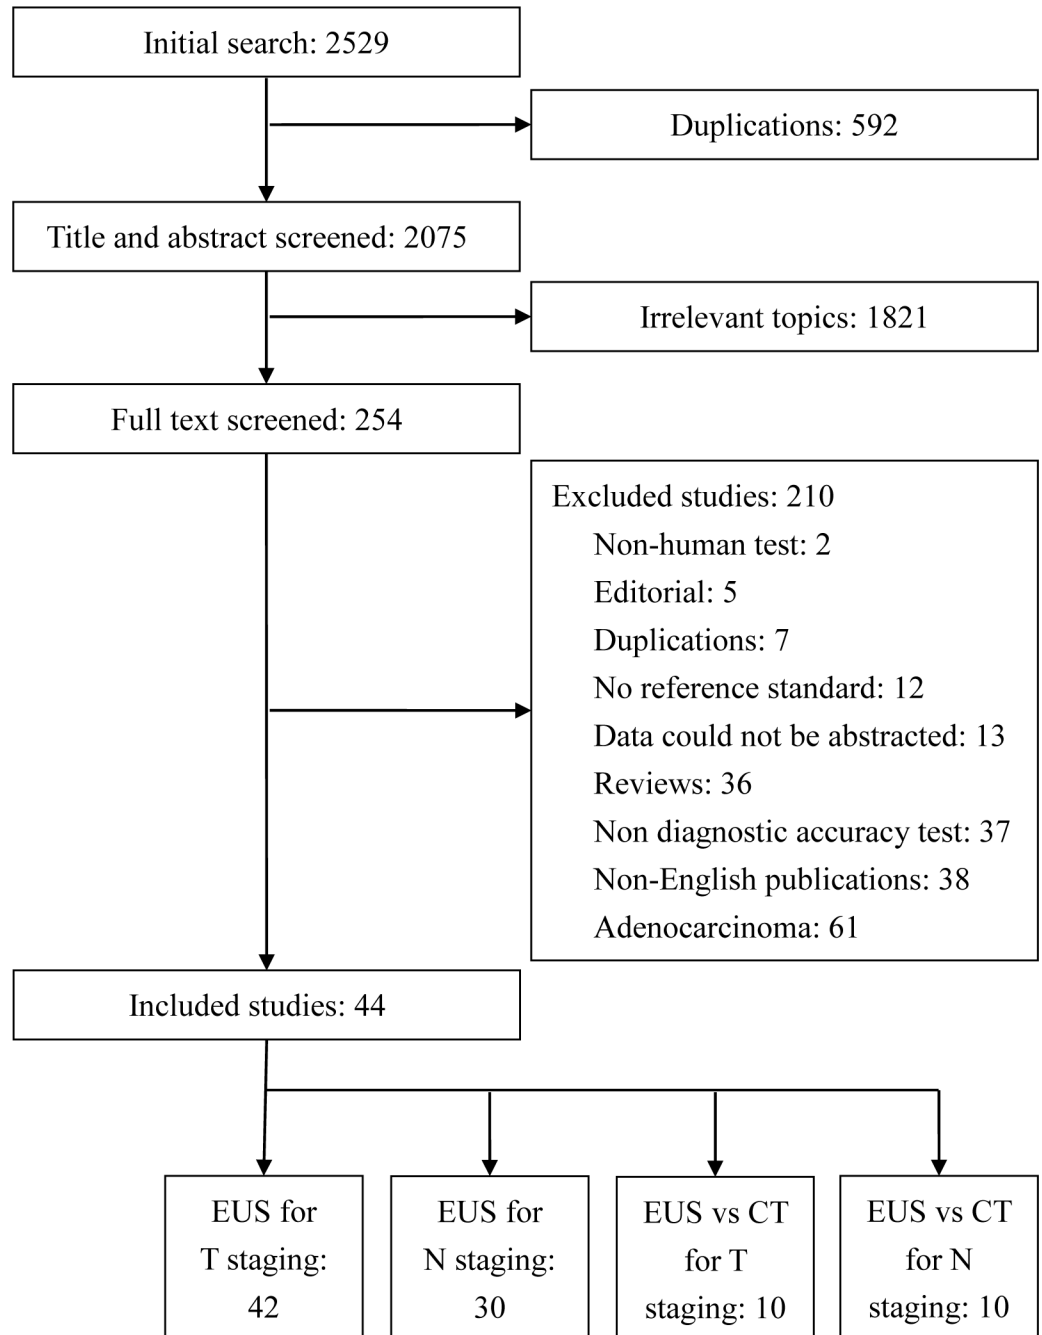 Initial search: 2529
Duplications: 592
Title and abstract screened: 2075
Irrelevant topics: 1821
Full text screened: 254
Excluded studies: 210
Non-human test: 2
Editorial: 5
Duplications: 7
No reference standard: 12
Data could not be abstracted: 13
Reviews: 36
Non diagnostic accuracy test: 37
Non-English publications: 38
Adenocarcinoma: 61
Included studies: 44
EUS for
T staging:
42
EUS for
N staging:
30
EUS vs CT
for T
staging: 10
EUS vs CT
for N
staging: 10